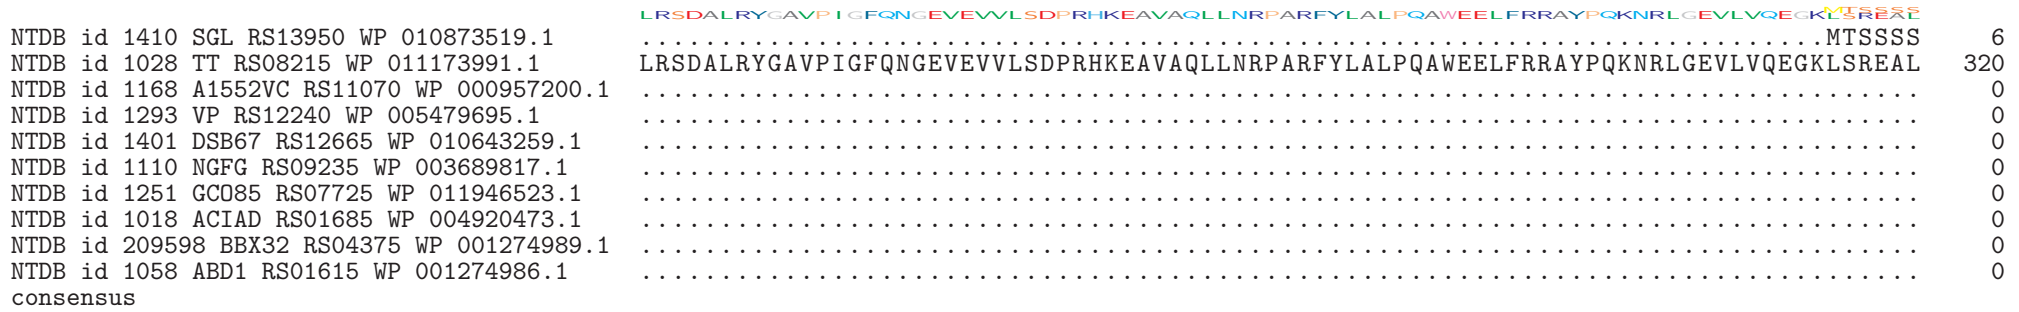 LRSDALRYGAVPIGFQNGEVEVVLSDPRHKEAVAQLLNRPARFYLALPQAWEELFRRAYPQKNRLGEVLVQEGKLSREAL
NTDB id 1410 SGL RS13950 WP 010873519.1 ..........................................................................MTSSSS 6
NTDB id 1028 TT RS08215 WP 011173991.1 LRSDALRYGAVPIGFQNGEVEVVLSDPRHKEAVAQLLNRPARFYLALPQAWEELFRRAYPQKNRLGEVLVQEGKLSREAL 320
NTDB id 1168 A1552VC RS11070 WP 000957200.1 ................................................................................ 0
NTDB id 1293 VP RS12240 WP 005479695.1 ................................................................................ 0
NTDB id 1401 DSB67 RS12665 WP 010643259.1 ................................................................................ 0
NTDB id 1110 NGFG RS09235 WP 003689817.1 ................................................................................ 0
NTDB id 1251 GCO85 RS07725 WP 011946523.1 ................................................................................ 0
NTDB id 1018 ACIAD RS01685 WP 004920473.1 ................................................................................ 0
NTDB id 209598 BBX32 RS04375 WP 001274989.1 ................................................................................ 0
NTDB id 1058 ABD1 RS01615 WP 001274986.1 ................................................................................ 0
consensus